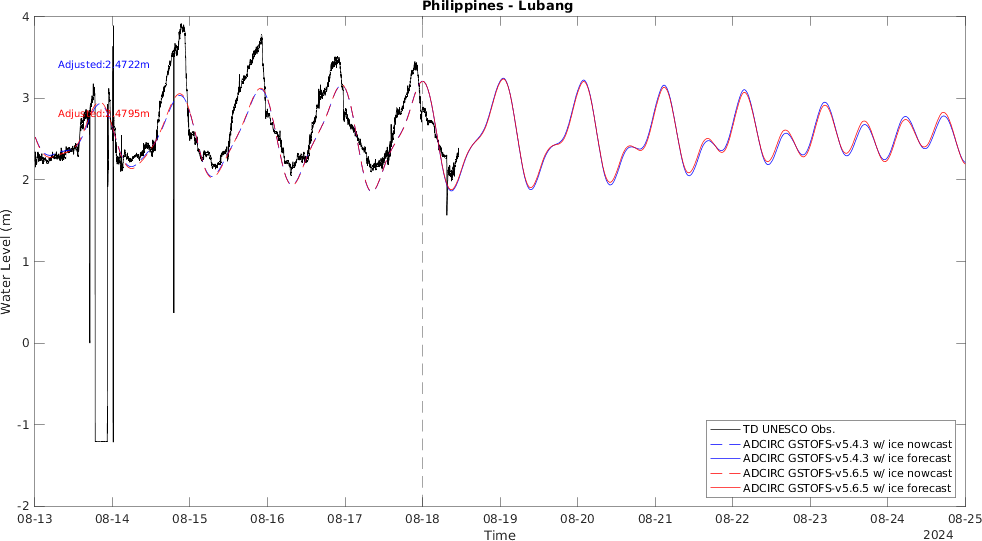 Philippines - Lubang
4
3
2
1
0
-1
-2
Water Level (m)
Adjusted:2.4722m
Adjusted:2.4795m
TD UNESCO Obs.
ADCIRC GSTOFS-v5.4.3 w/ ice nowcast
ADCIRC GSTOFS-v5.4.3 w/ ice forecast
ADCIRC GSTOFS-v5.6.5 w/ ice nowcast
ADCIRC GSTOFS-v5.6.5 w/ ice forecast
08-13 08-14 08-15 08-16 08-17 08-18 08-19 08-20 08-21 08-22 08-23 08-24 08-25
Time
2024